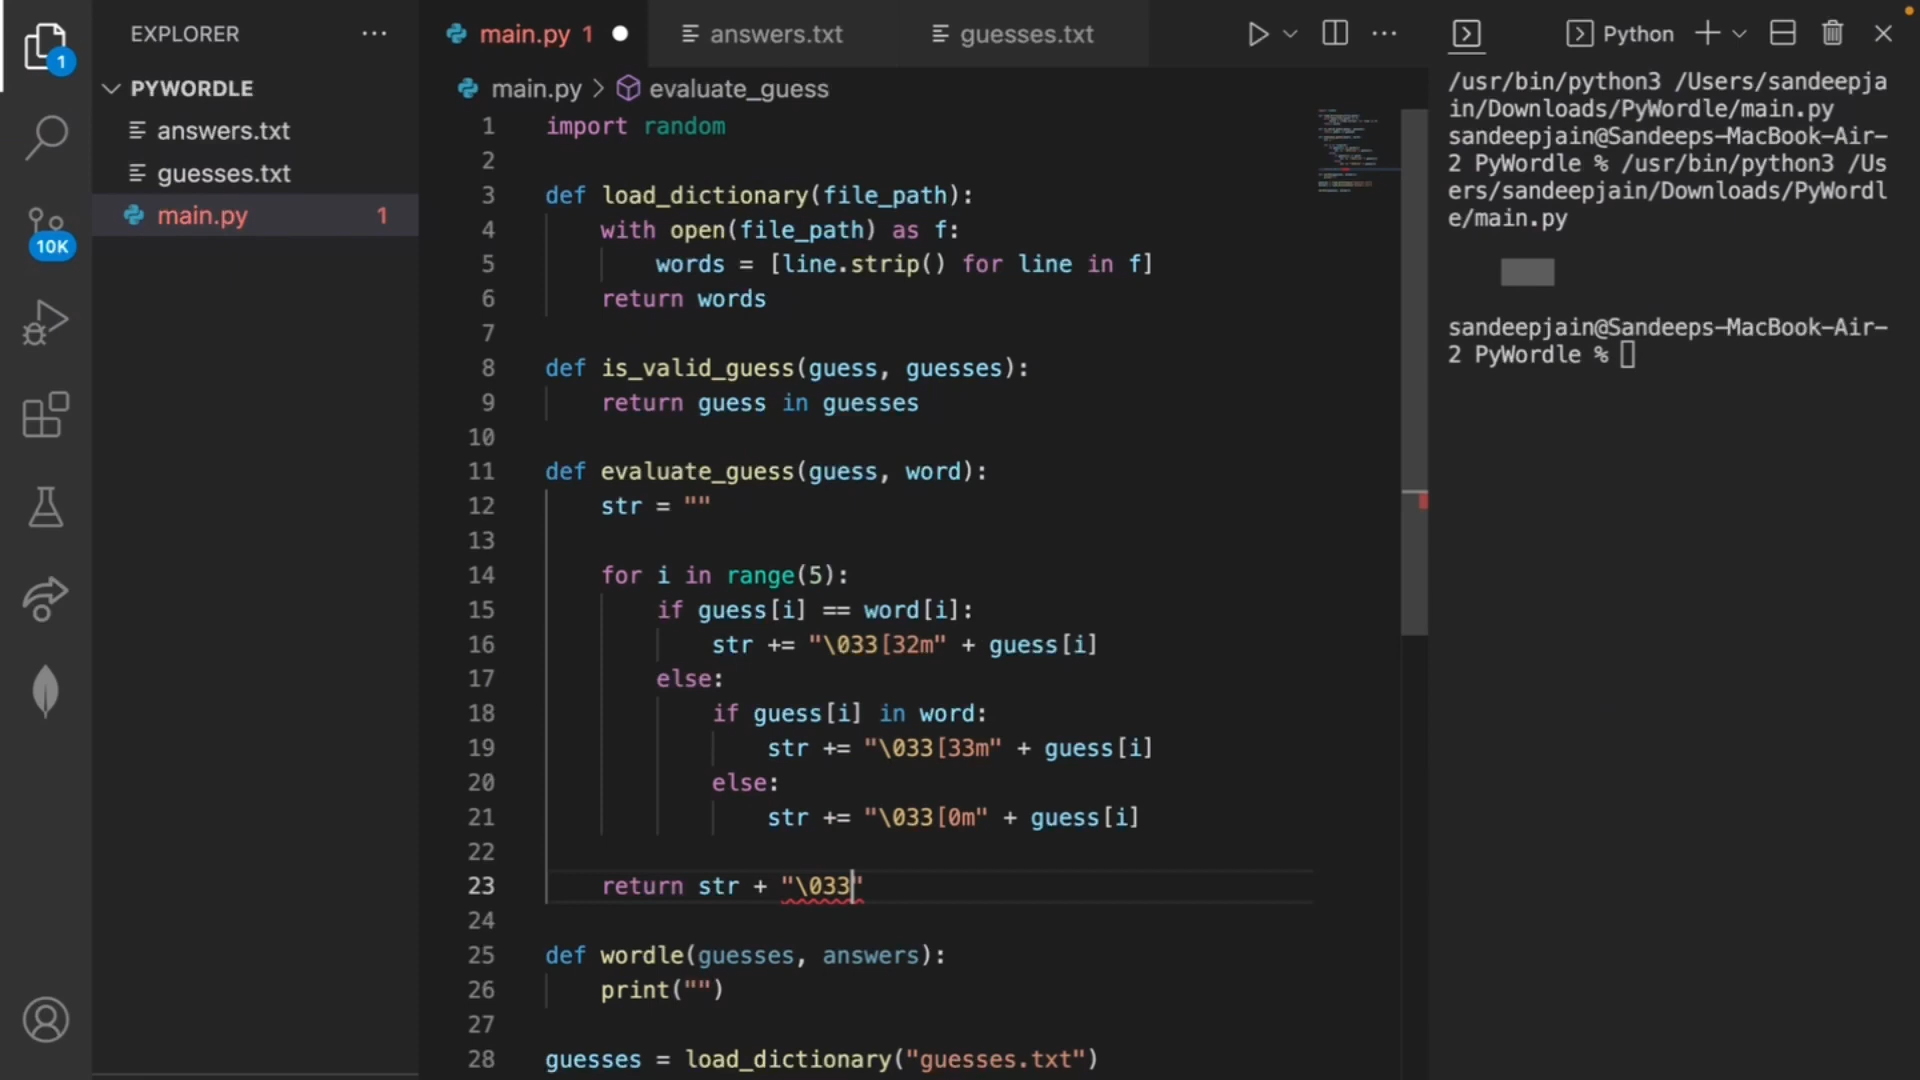 EXPLORER
PYWORDLE
answers.txt
guesses.txt
main.py 1
1
10K
main.py 1
answers.txt
guesses.txt
main.py > evaluate_guess
1 import random
2
3 def load_dictionary(file_path):
4 with open(file_path) as f:
5 words = [line.strip() for line in f]
6 return words
7
8 def is_valid_guess(guess, guesses):
9 return guess in guesses
10
11 def evaluate_guess(guess, word):
12 str = ""
13
14 for i in range(5):
15 if guess[i] == word[i]:
16 str += "\033[32m" + guess[i]
17 else:
18 if guess[i] in word:
19 str += "\033[33m" + guess[i]
20 else:
21 str += "\033[0m" + guess[i]
22
23 return str + "\033"
24
25 def wordle(guesses, answers):
26 print("")
27
28 guesses = load_dictionary("guesses.txt")
Python
/usr/bin/python3 /Users/sandeepja
in/Downloads/PyWordle/main.py
sandeepjain@Sandeeps-MacBook-Air-
2 PyWordle % /usr/bin/python3 /Us
ers/sandeepjain/Downloads/PyWordl
e/main.py
sandeepjain@Sandeeps-MacBook-Air-
2 PyWordle %